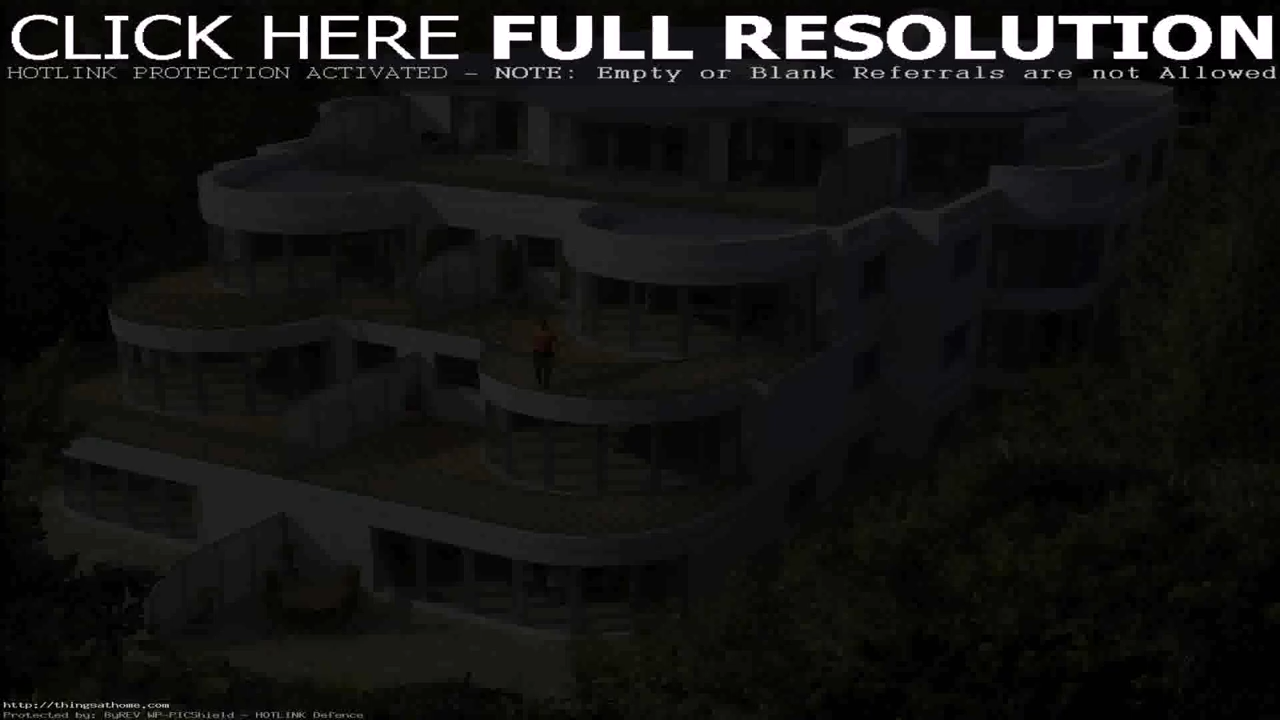 CLICK HERE FULL RESOLUTION
HOTLINK PROTECTION ACTIVATED - NOTE: Empty or Blank Referrals are not Allowed
http://thingsathome.com
Protected by: ByREV WP-PICShield - HOTLINK Defence